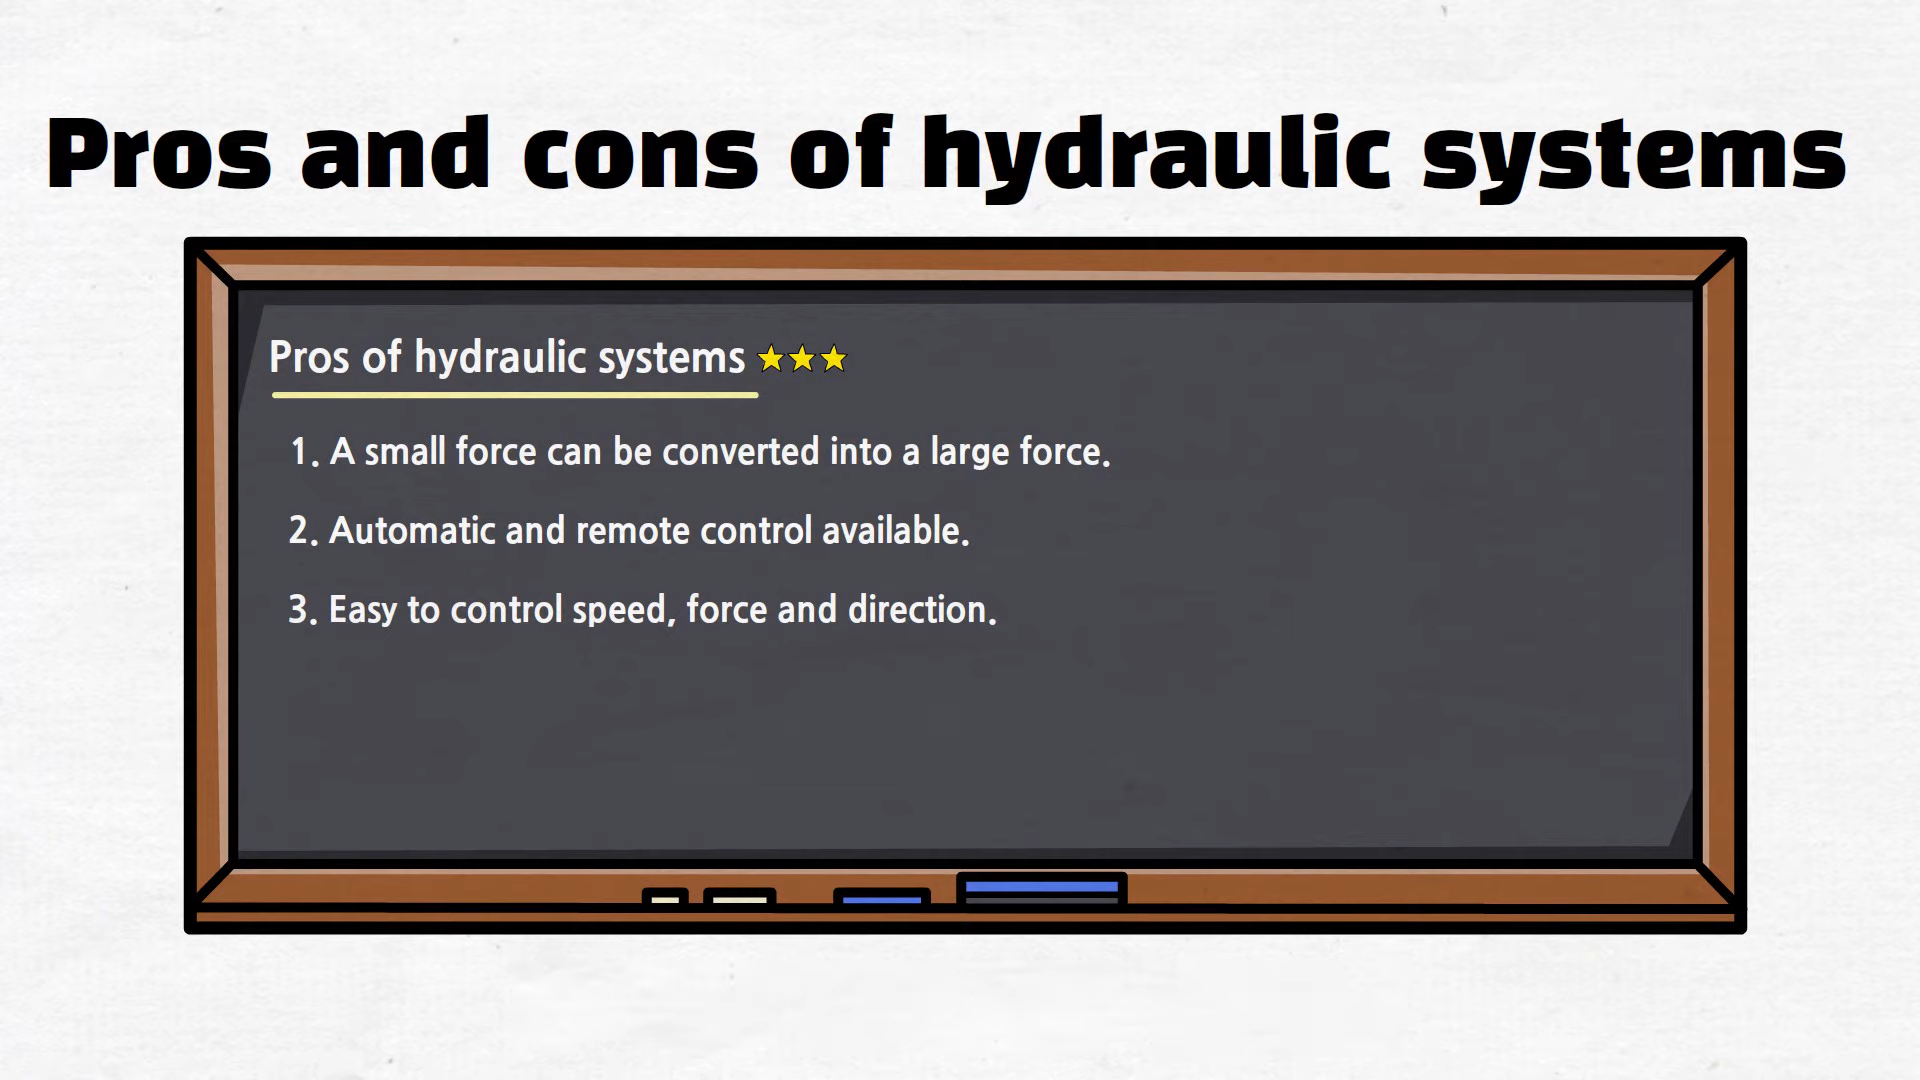 Pros and cons of hydraulic systems
Pros of hydraulic systems
1. A small force can be converted into a large force.
2. Automatic and remote control available.
3. Easy to control speed, force and direction.